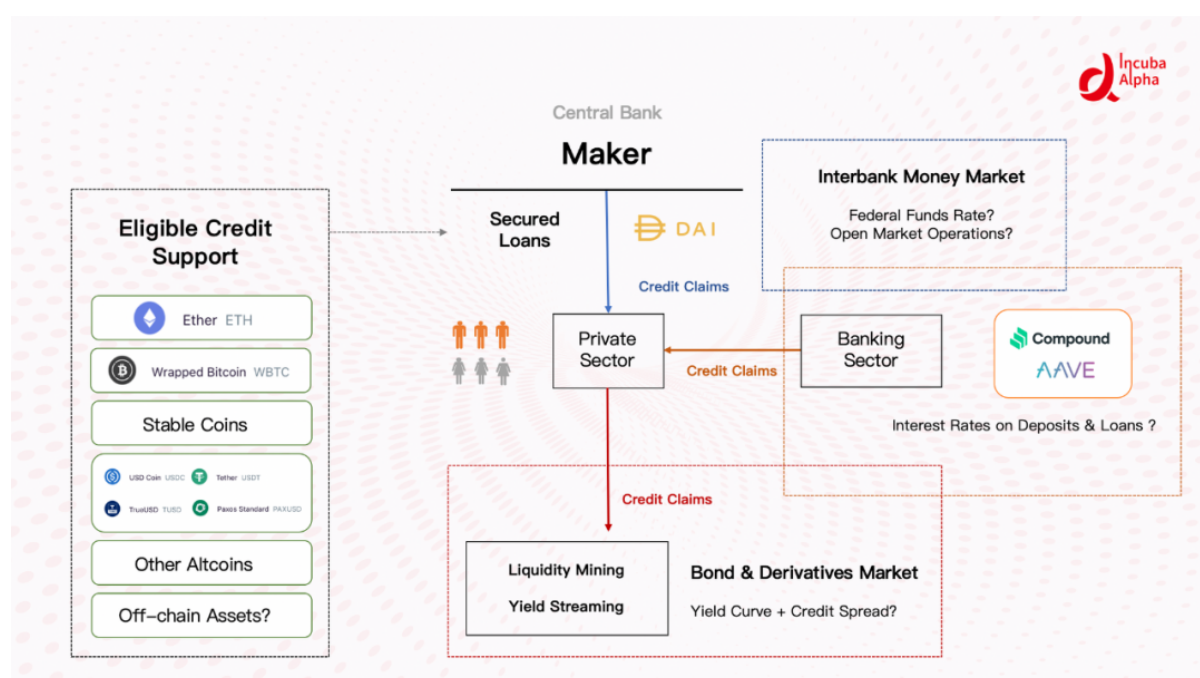 Incuba
Alpha
Central Bank
Maker
Secured
Loans
DAI
Credit Claims
Interbank Money Market
Federal Funds Rate?
Open Market Operations?
Eligible Credit
Support
Ether ETH
Wrapped Bitcoin WBTC
Stable Coins
USD Coin USDC
Tether USDT
TrueUSD TUSD
Paxos Standard PAXUSD
Other Altcoins
Off-chain Assets?
Private
Sector
Credit Claims
Banking
Sector
Compound
AAVE
Interest Rates on Deposits & Loans ?
Credit Claims
Liquidity Mining
Yield Streaming
Bond & Derivatives Market
Yield Curve + Credit Spread?